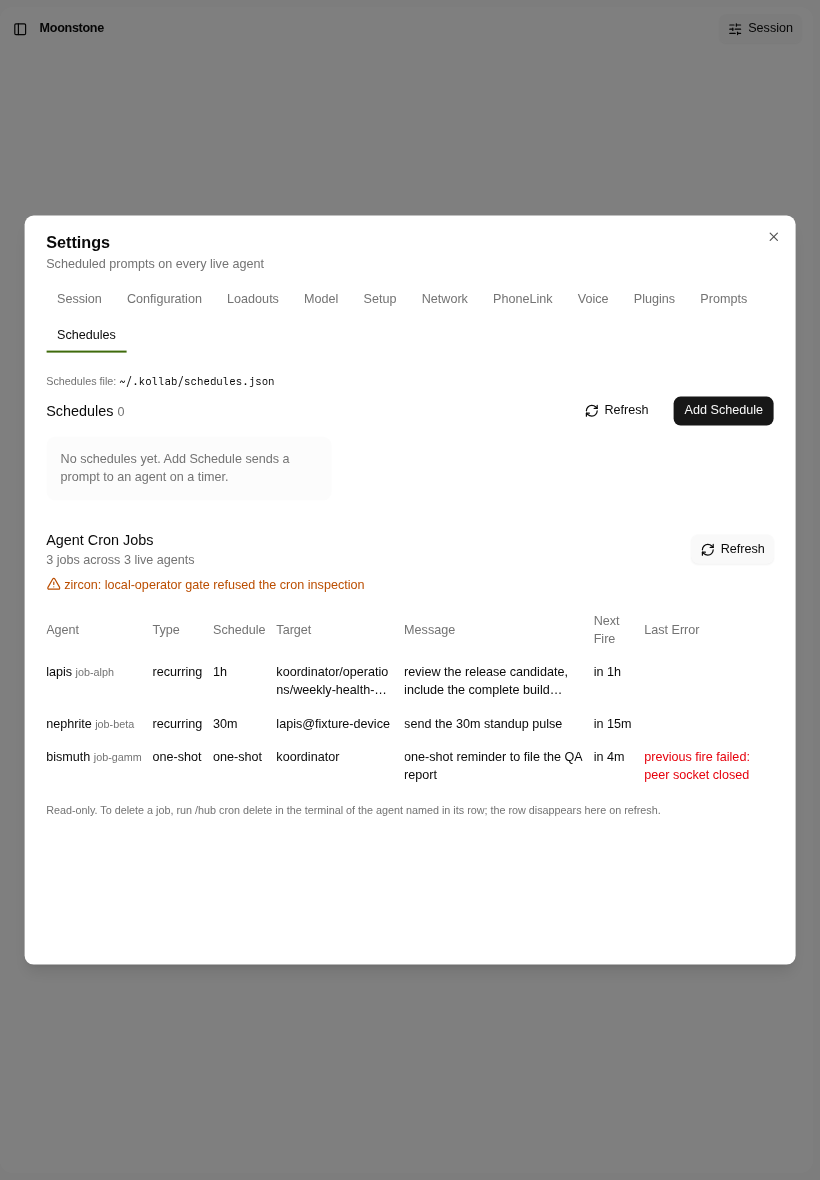 Moonstone
Session
Settings
Scheduled prompts on every live agent
Session Configuration Loadouts Model Setup Network PhoneLink Voice Plugins Prompts
Schedules
Schedules file: ~/.kollab/schedules.json
Schedules 0
Refresh
Add Schedule
No schedules yet. Add Schedule sends a
prompt to an agent on a timer.
Agent Cron Jobs
3 jobs across 3 live agents
Refresh
zircon: local-operator gate refused the cron inspection
Agent Type Schedule Target Message Next Fire Last Error
lapis job-alph recurring 1h koordinator/operatio review the release candidate, in 1h
ns/weekly-health-… include the complete build…
nephrite job-beta recurring 30m lapis@fixture-device send the 30m standup pulse in 15m
bismuth job-gamm one-shot one-shot koordinator one-shot reminder to file the QA in 4m previous fire failed:
report peer socket closed
Read-only. To delete a job, run /hub cron delete in the terminal of the agent named in its row; the row disappears here on refresh.